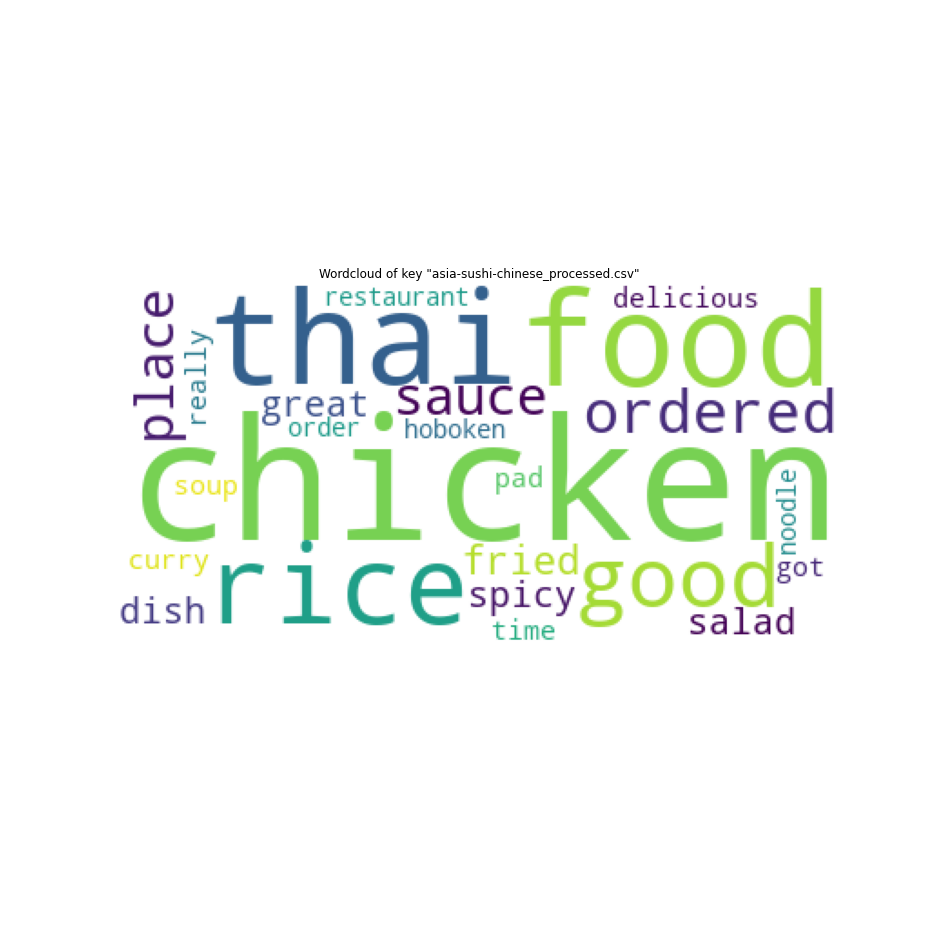 Wordcloud of key "asia-sushi-chinese_processed.csv"
place
really
thai
restaurant
food
delicious
great
sauce
ordered
order
hoboken
chicken
soup
pad
noodle
curry
rice
fried
good
got
dish
spicy
salad
time